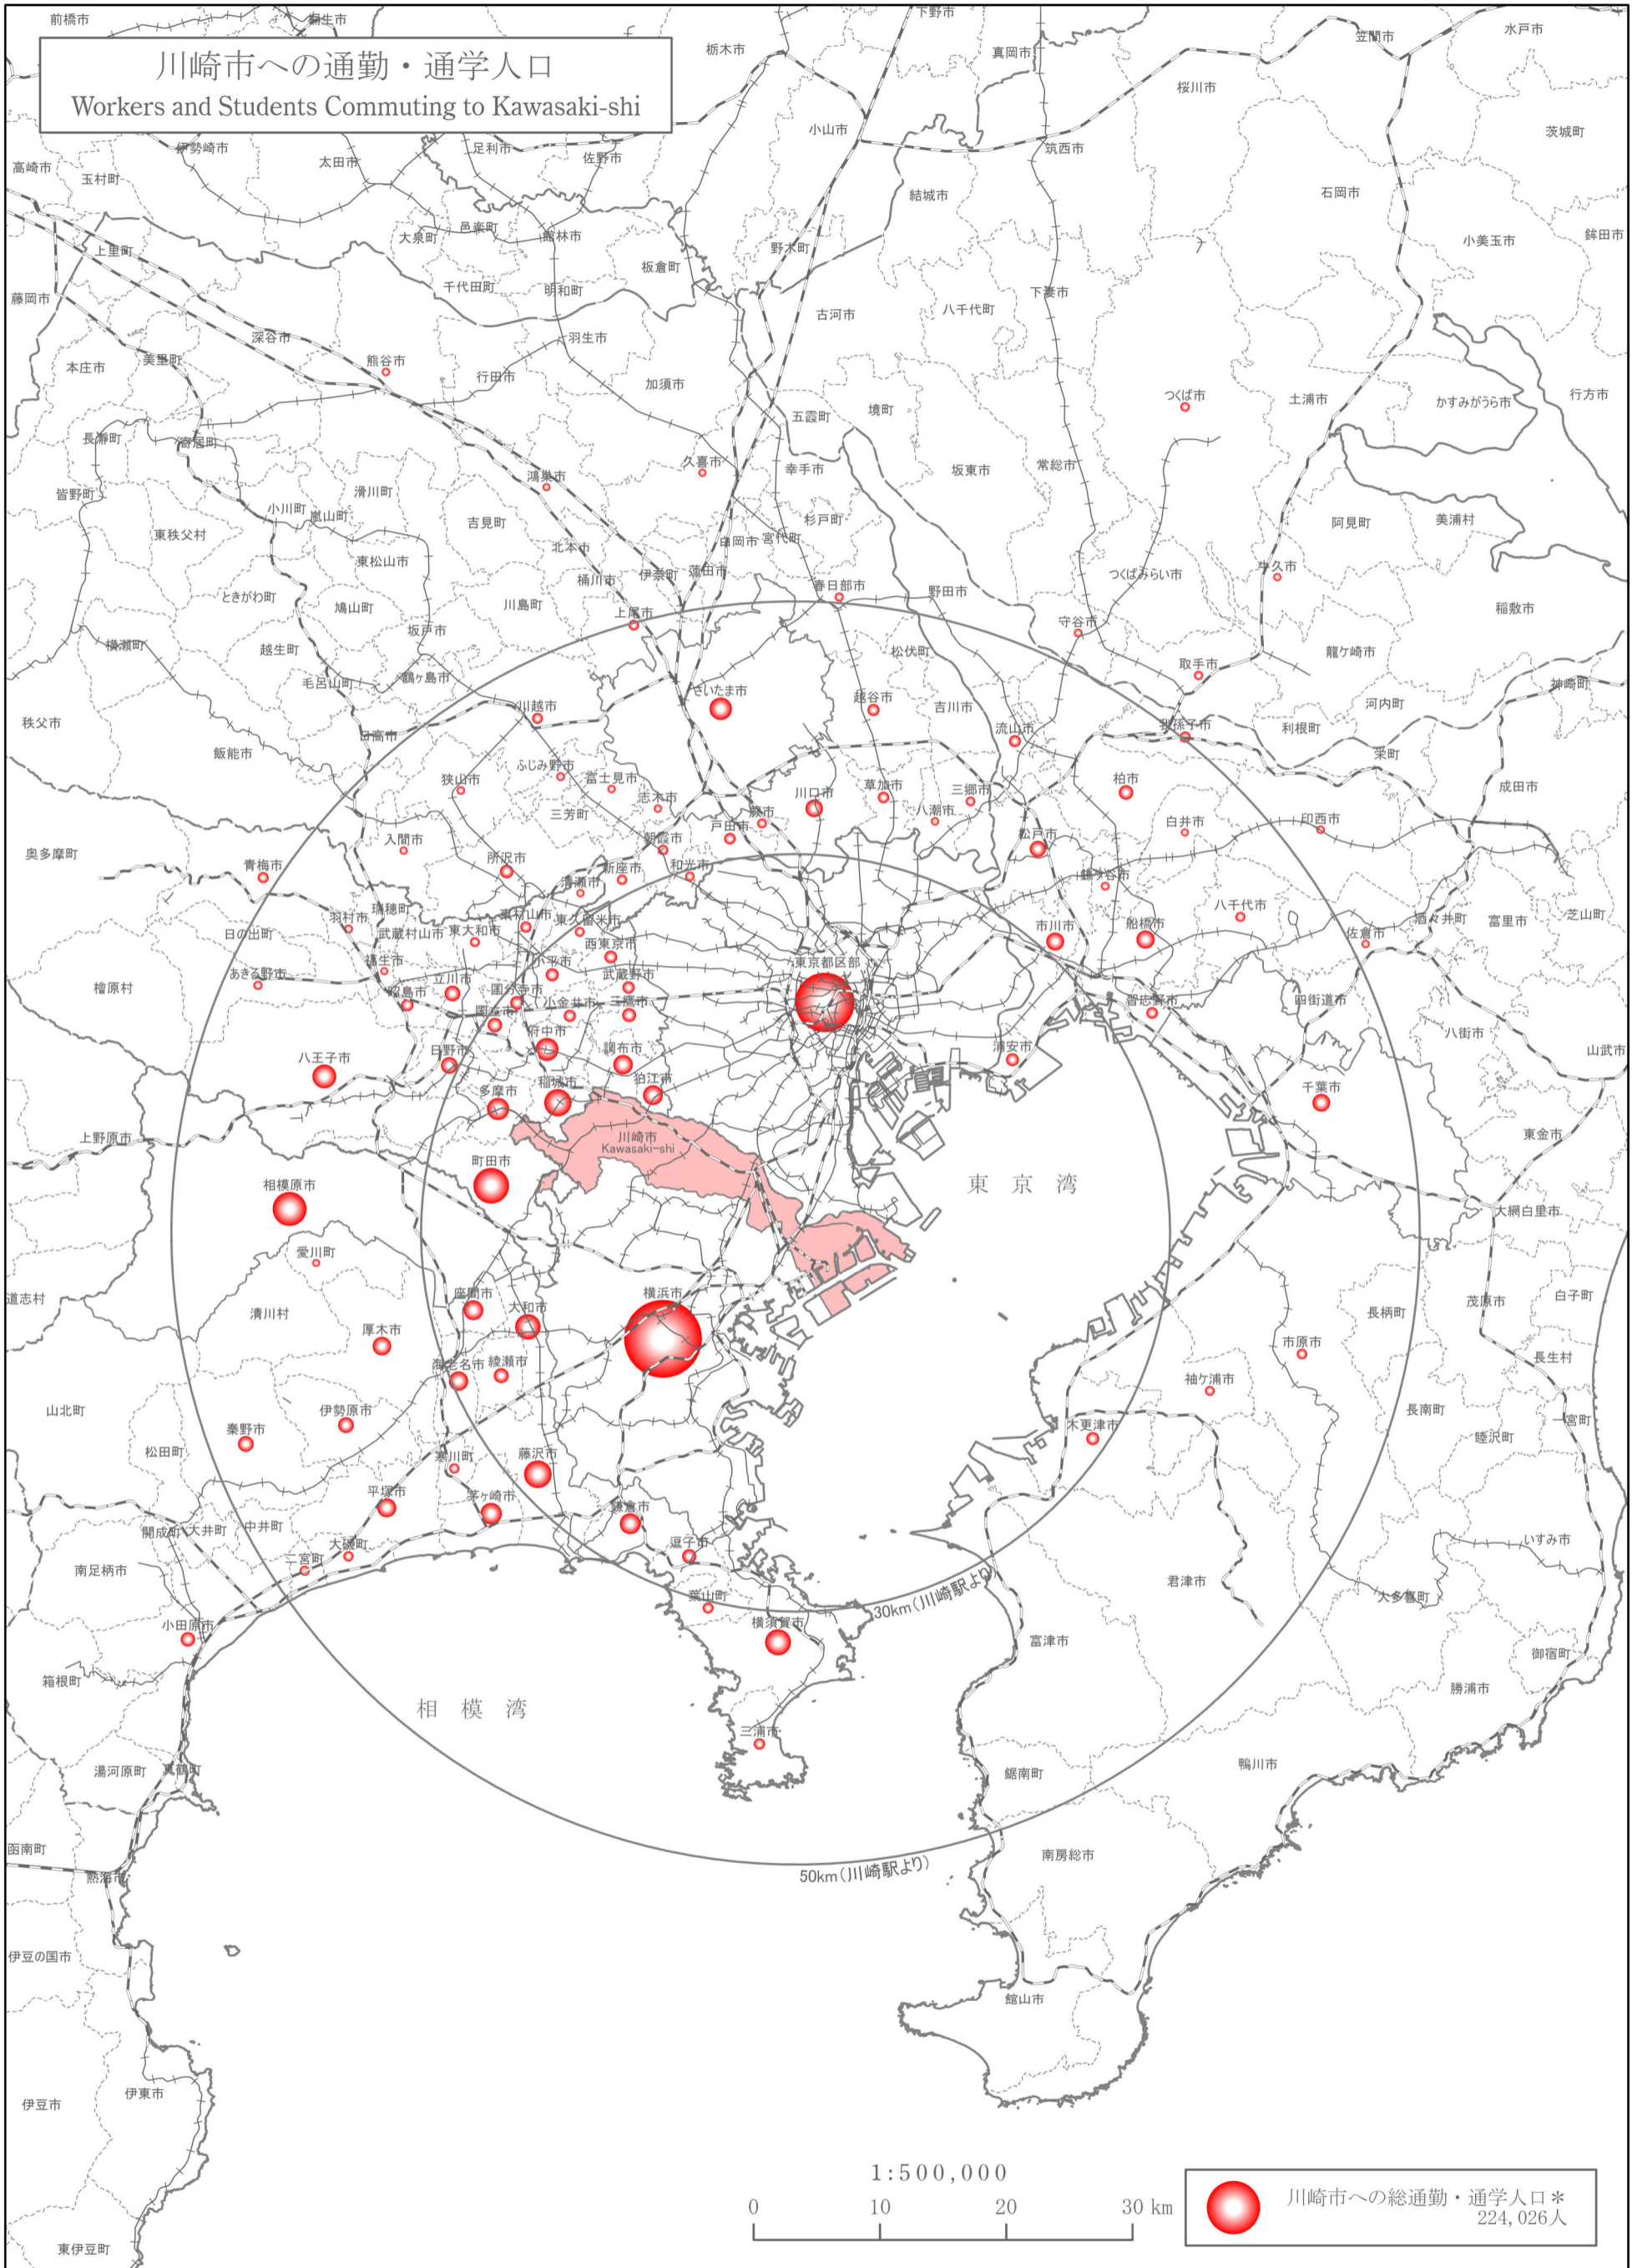 前橋市
桐生市
下野市
栃木市
真岡市
笠間市
水戸市
川崎市への通勤・通学人口
Workers and Students Commuting to Kawasaki-shi
桜川市
小山市
茨城町
伊勢崎市
太田市
足利市
佐野市
筑西市
高崎市
玉村町
結城市
石岡市
邑楽町
大泉町
館林市
野木町
小美玉市
鉾田市
上里町
板倉町
千代田町
明和町
藤岡市
下妻市
八千代町
古河市
深谷市
羽生市
本庄市
美里町
熊谷市
行田市
加須市
五霞町
境町
つくば市
土浦市
かすみがうら市
行方市
長瀞町
寄居町
久喜市
幸手市
坂東市
常総市
鴻巣市
皆野町
滑川町
小川町
嵐山町
吉見町
杉戸町
阿見町
美浦村
東秩父村
白岡市
宮代町
北本市
東松山市
桶川市
伊奈町
蓮田市
つくばみらい市
牛久市
ときがわ町
鳩山町
川島町
春日部市
野田市
稲敷市
上尾市
守谷市
横瀬町
越生町
坂戸市
松伏町
取手市
龍ケ崎市
毛呂山町
鶴ヶ島市
さいたま市
越谷市
吉川市
神崎町
河内町
秩父市
川越市
流山市
我孫子市
利根町
日高市
飯能市
栄町
ふじみ野市
狭山市
富士見市
志木市
川口市
草加市
三郷市
柏市
成田市
三芳町
蕨市
戸田市
八潮市
白井市
印西市
入間市
朝霞市
松戸市
奥多摩町
青梅市
所沢市
新座市
和光市
清瀬市
鎌ケ谷市
羽村市
瑞穂町
東村山市
東久留米市
八千代市
酒々井町
富里市
芝山町
日の出町
武蔵村山市
東大和市
西東京市
市川市
船橋市
佐倉市
福生市
小平市
武蔵野市
東京都区部
あきる野市
立川市
檜原村
昭島市
国分寺市
小金井市
三鷹市
習志野市
四街道市
国立市
府中市
八街市
八王子市
日野市
調布市
浦安市
山武市
多摩市
稲城市
狛江市
千葉市
上野原市
川崎市
Kawasaki-shi
東金市
町田市
東京湾
相模原市
大網白里市
愛川町
道志村
座間市
大和市
横浜市
茂原市
白子町
清川村
厚木市
長柄町
市原市
海老名市
綾瀬市
長生村
袖ケ浦市
山北町
伊勢原市
長南町
一宮町
秦野市
木更津市
睦沢町
松田町
寒川町
藤沢市
平塚市
茅ヶ崎市
鎌倉市
開成町
大井町
中井町
大磯町
逗子市
いすみ市
二宮町
南足柄市
30km(川崎駅より)
君津市
大多喜町
葉山町
小田原市
横須賀市
富津市
御宿町
箱根町
勝浦市
相模湾
三浦市
湯河原町
真鶴町
鋸南町
鴨川市
函南町
熱海市
50km(川崎駅より)
南房総市
伊豆の国市
館山市
伊豆市
伊東市
1:500,000
0 10 20 30 km
川崎市への総通勤・通学人口＊
224,026人
東伊豆町